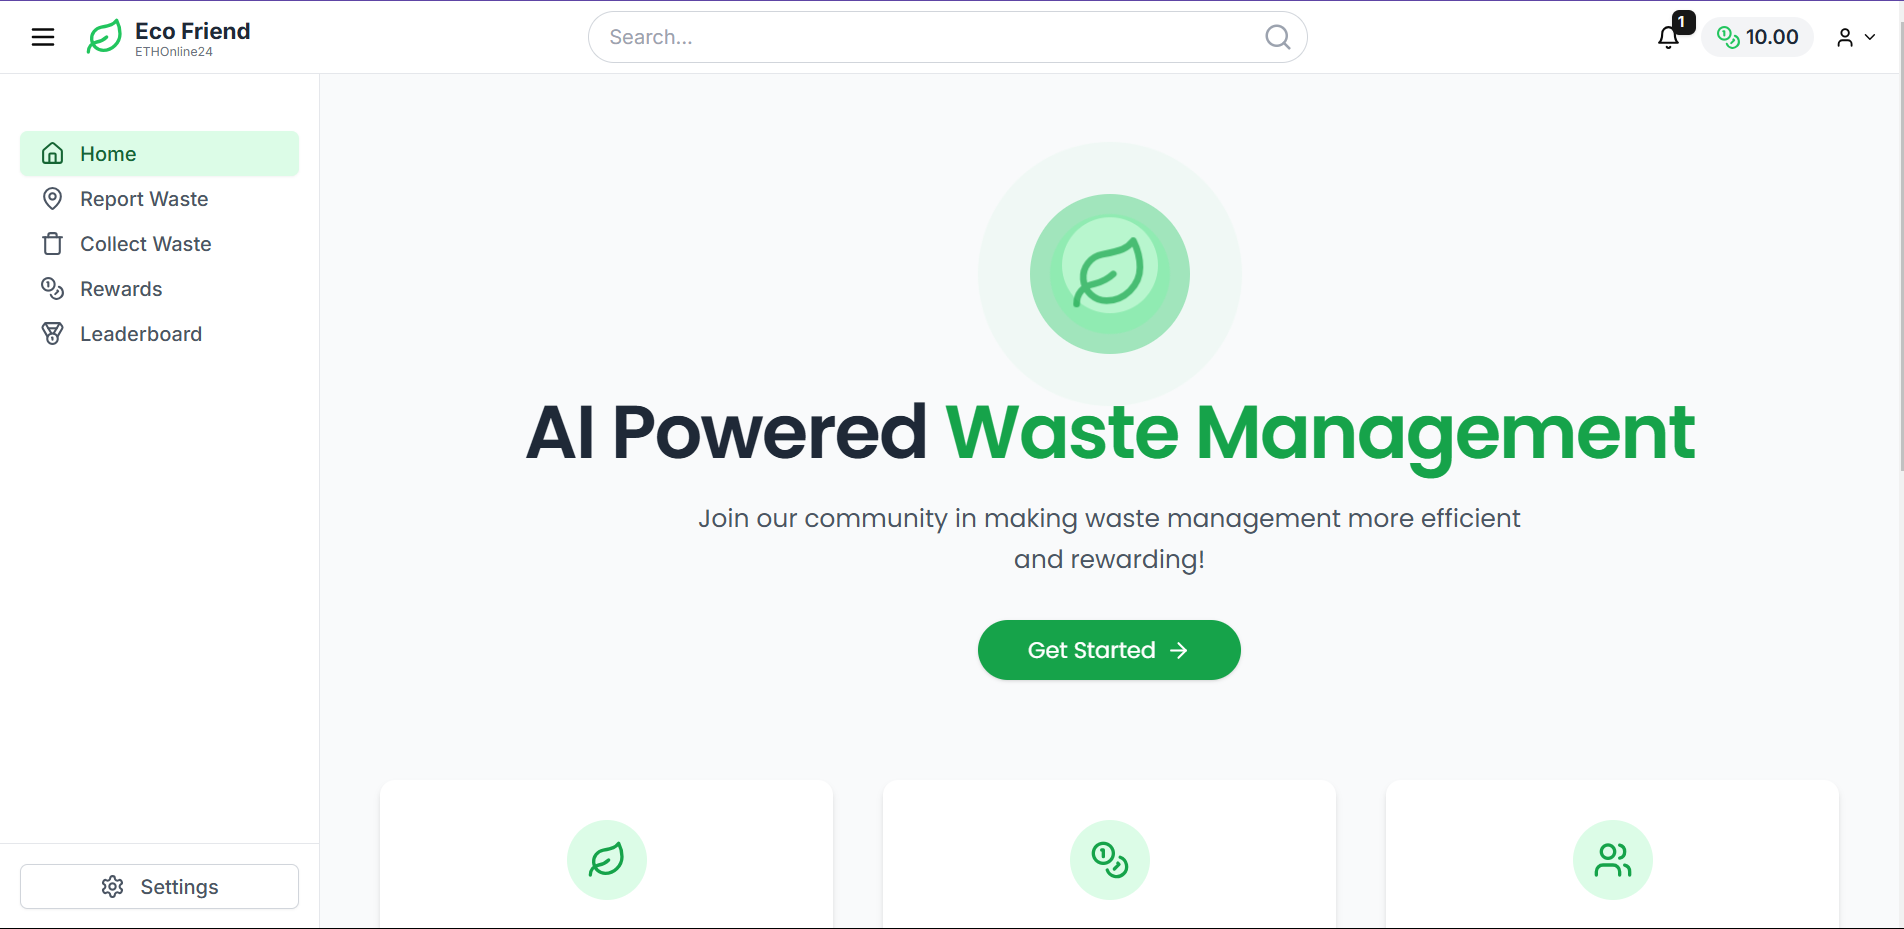 Eco Friend
ETHOnline24
Search...
1
10.00
Home
Report Waste
Collect Waste
Rewards
Leaderboard
AI Powered Waste Management
Join our community in making waste management more efficient
and rewarding!
Get Started
Settings